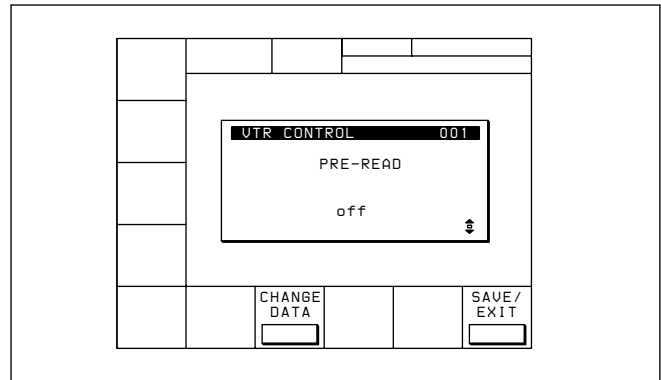 VTR CONTROL 001
PRE-READ
off
CHANGE
DATA
SAVE/
EXIT